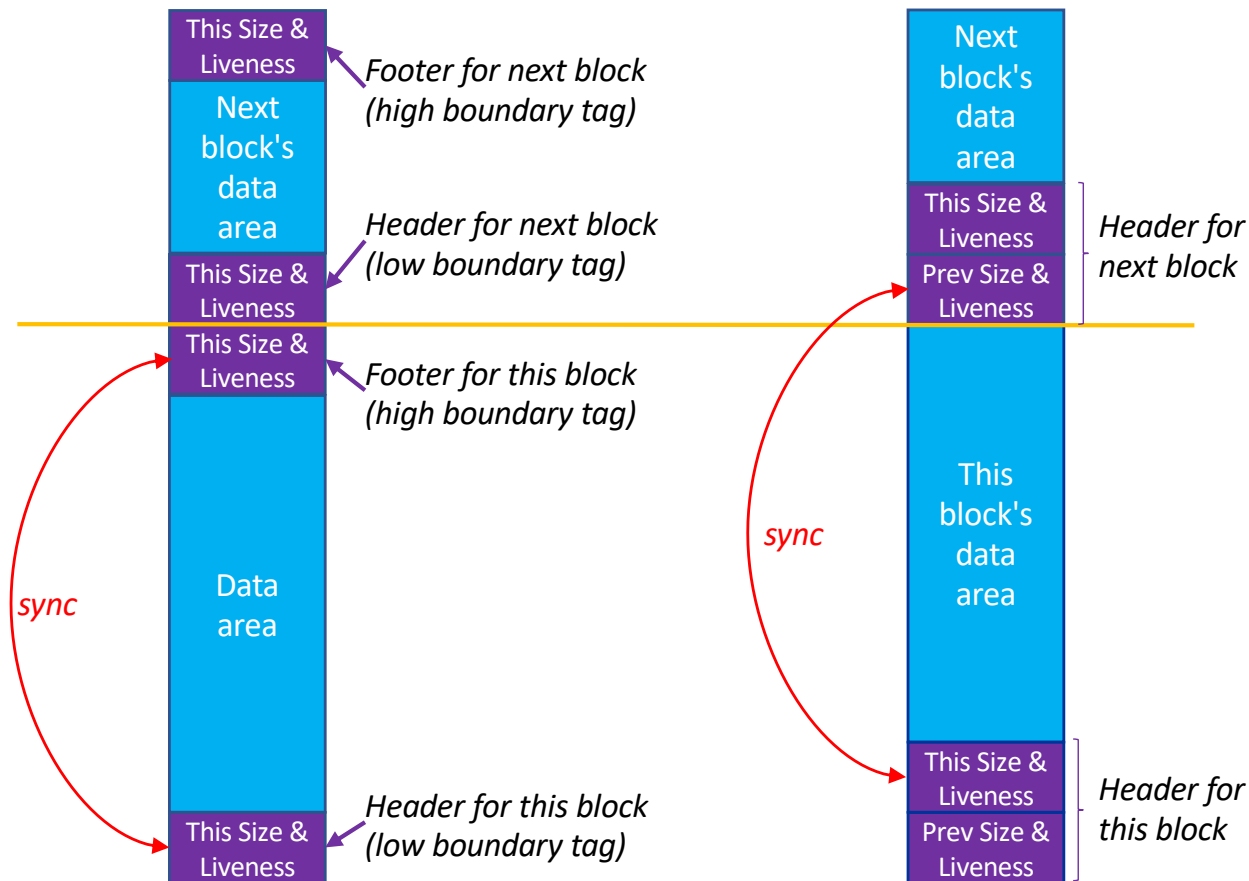 This Size &
Liveness
Footer for next block
(high boundary tag)
Next
block's
data
area
Header for next block
(low boundary tag)
This Size &
Liveness
This Size &
Liveness
Footer for this block
(high boundary tag)
Data
area
sync
Header for this block
(low boundary tag)
This Size &
Liveness
Next
block's
data
area
This Size &
Liveness
Prev Size &
Liveness
Header for
next block
This
block's
data
area
sync
This Size &
Liveness
Prev Size &
Liveness
Header for
this block